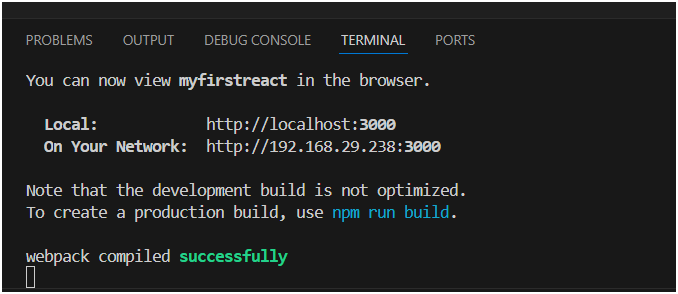 PROBLEMS OUTPUT DEBUG CONSOLE TERMINAL PORTS
You can now view myfirstreact in the browser.
Local: http://localhost:3000
On Your Network: http://192.168.29.238:3000
Note that the development build is not optimized.
To create a production build, use npm run build.
webpack compiled successfully